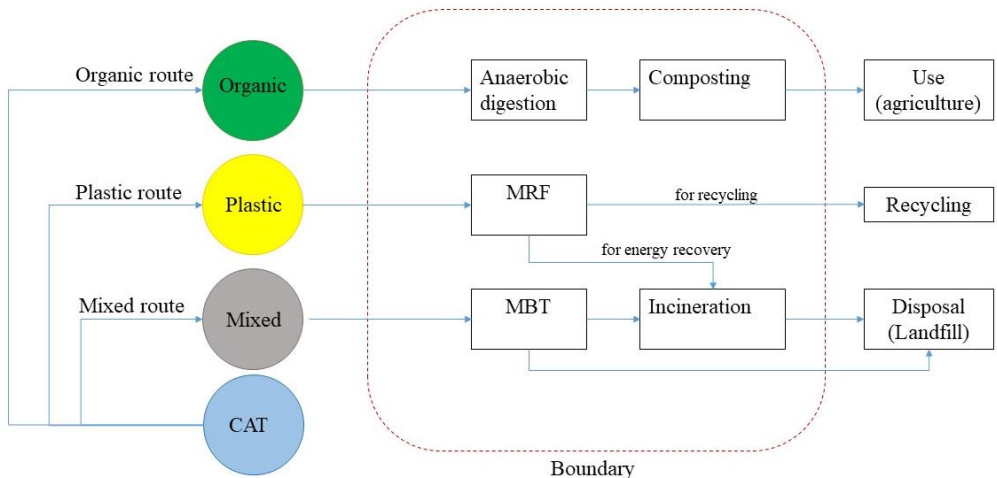 Organic route
Organic
Anaerobic
digestion
Composting
Use
(agriculture)
Plastic route
Plastic
MRF
for recycling
Recycling
for energy recovery
Mixed route
Mixed
MBT
Incineration
Disposal
(Landfill)
CAT
Boundary